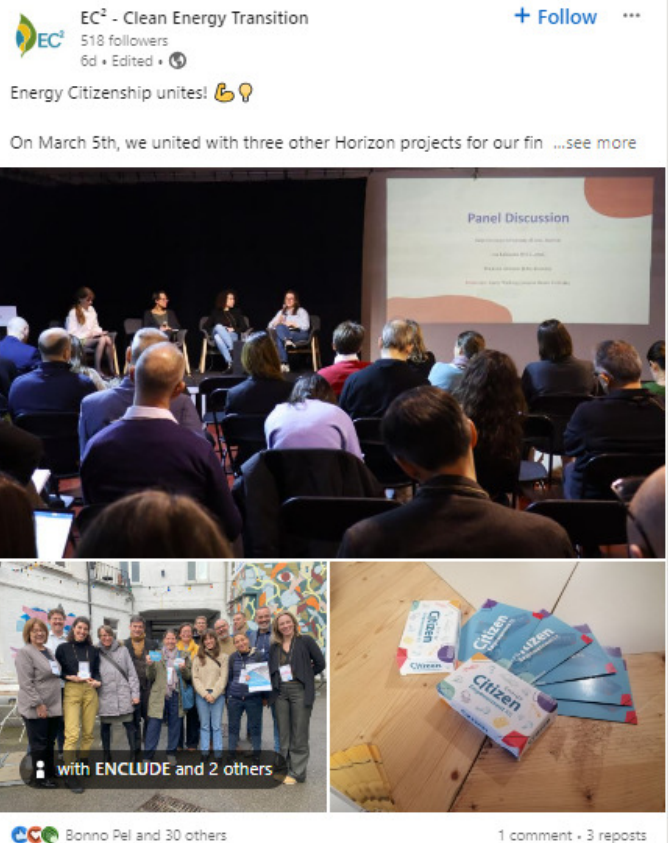 EC² - Clean Energy Transition
+ Follow
EC²
518 followers
6d • Edited •
Energy Citizenship unites!
On March 5th, we united with three other Horizon projects for our fin ...see more
Panel Discussion
Citizen
Citizen
Citizen
Citizen
Citizen
with ENCLUDE and 2 others
Bonno Pel and 30 others
1 comment • 3 reposts